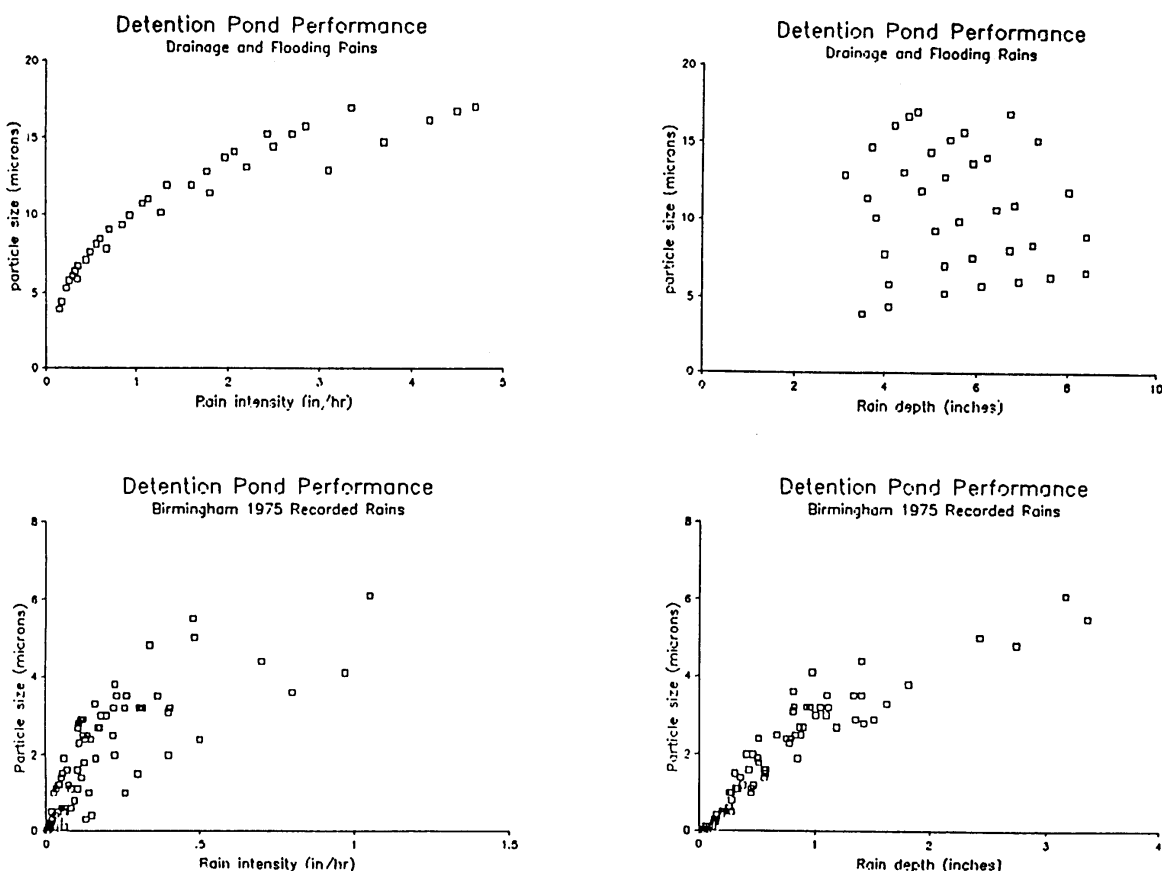 Detention Pond Performance
Drainage and Flooding Rains
20
15
10
5
0
particle size (microns)
0 1 2 3 4 5
Rain intensity (in/hr)
Detention Pond Performance
Drainage and Flooding Rains
20
15
10
5
0
particle size (microns)
0 2 4 6 8 10
Rain depth (inches)
Detention Pond Performance
Birmingham 1975 Recorded Rains
8
6
4
2
0
Particle size (microns)
0 .5 1 1.5
Rain intensity (in/hr)
Detention Pond Performance
Birmingham 1975 Recorded Rains
8
6
4
2
0
Particle size (microns)
0 1 2 3 4
Rain depth (inches)